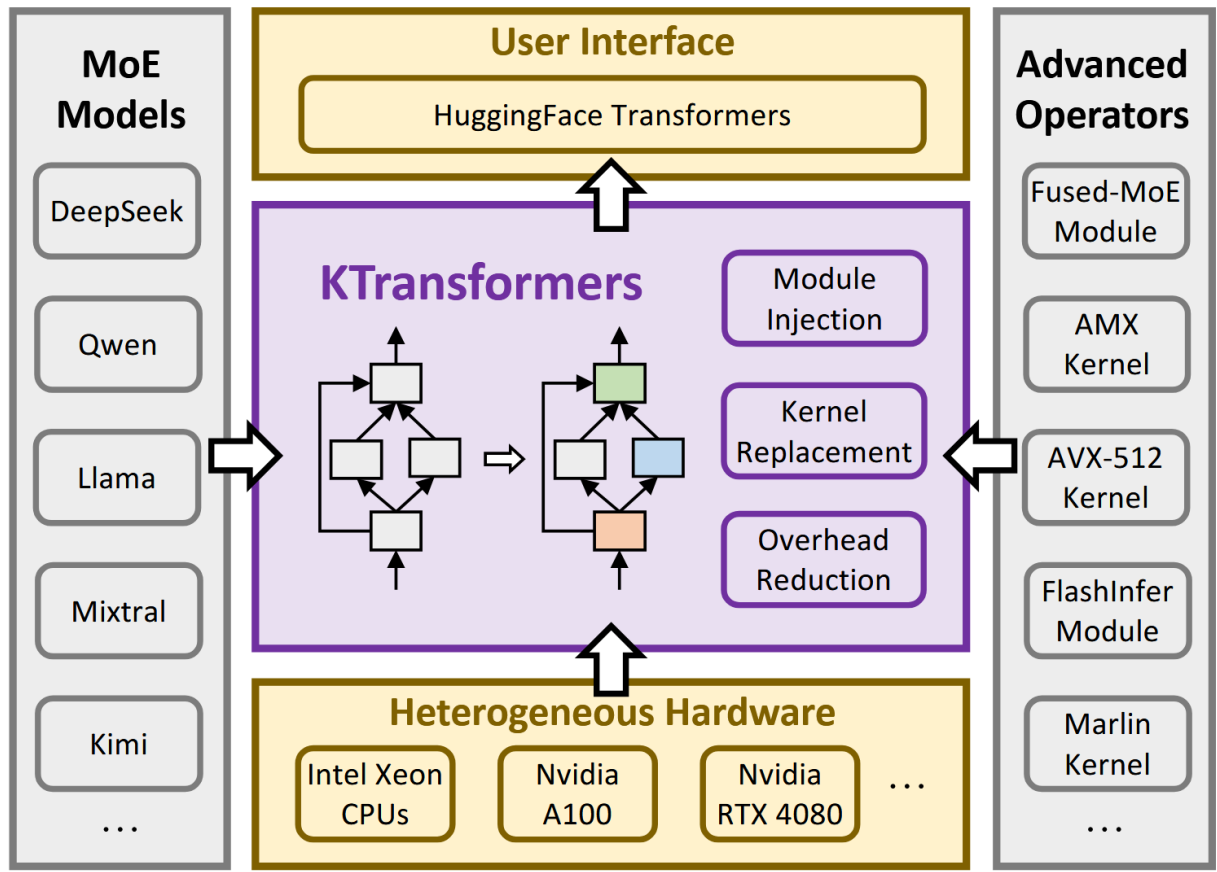 MoE
Models
DeepSeek
Qwen
Llama
Mixtral
Kimi
...
User Interface
HuggingFace Transformers
KTransformers
Module
Injection
Kernel
Replacement
Overhead
Reduction
Heterogeneous Hardware
Intel Xeon
CPUs
Nvidia
A100
Nvidia
RTX 4080
...
Advanced
Operators
Fused-MoE
Module
AMX
Kernel
AVX-512
Kernel
FlashInfer
Module
Marlin
Kernel
...